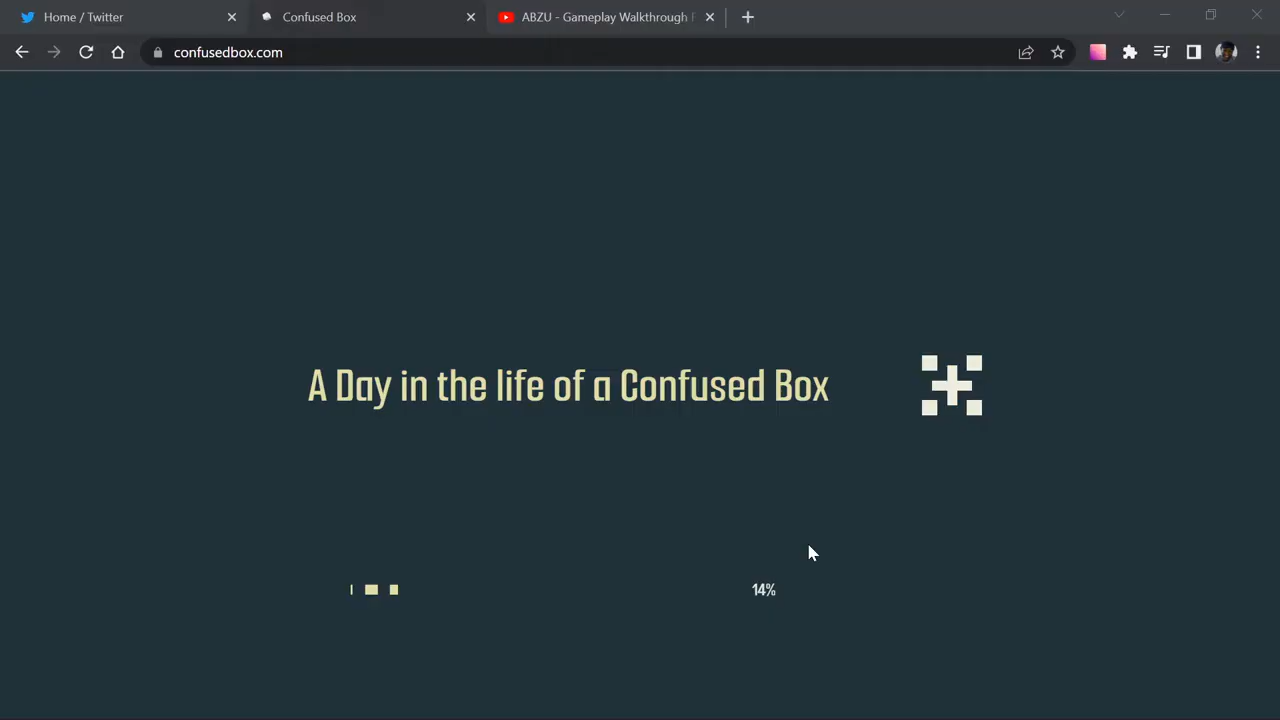 Home / Twitter
Confused Box
ABZU - Gameplay Walkthrough
confusedbox.com
A Day in the life of a Confused Box
14%